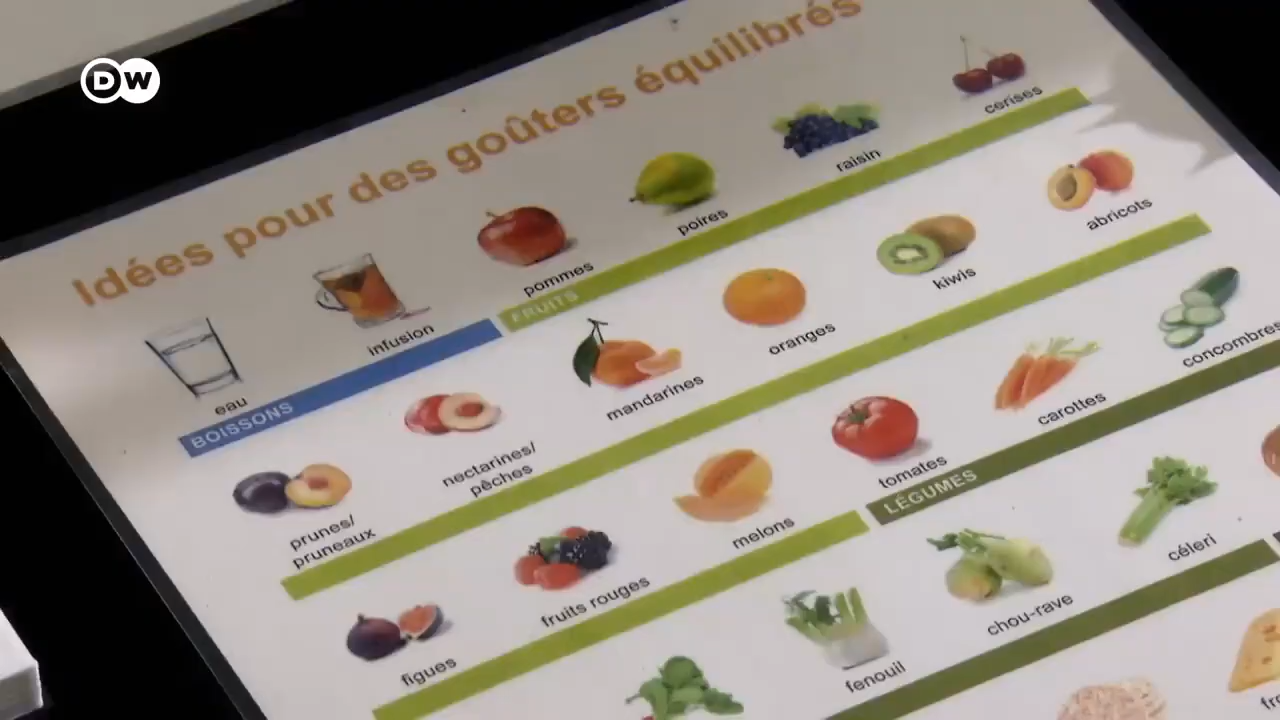 DW
Idées pour des goûters équilibrés
eau
infusion
pommes
poires
raisin
cerises
BOISSONS
FRUITS
prunes/
pruneaux
nectarines/
pêches
mandarines
oranges
kiwis
abricots
figues
fruits rouges
melons
tomates
carottes
concombres
LÉGUMES
fenouil
chou-rave
céleri